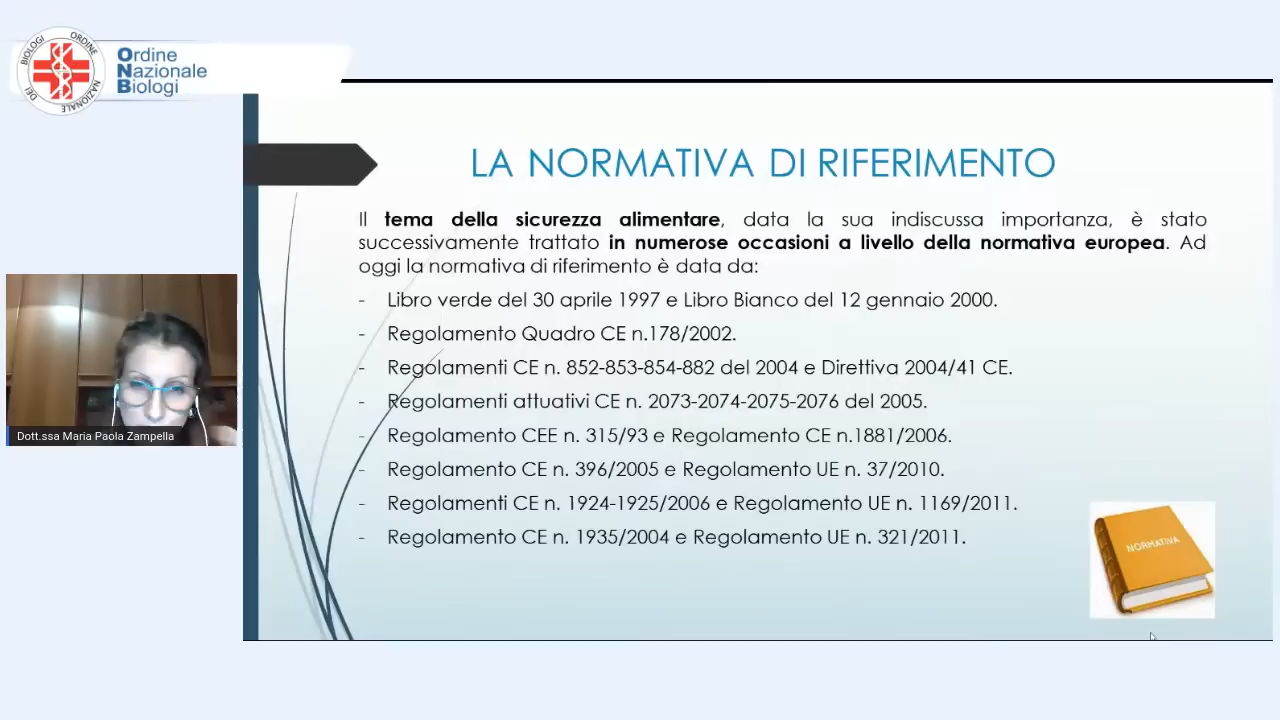 BIOLOGI ORDINE NAZIONALE DEI
Ordine
Nazionale
Biologi
LA NORMATIVA DI RIFERIMENTO
Il tema della sicurezza alimentare, data la sua indiscussa importanza, è stato
successivamente trattato in numerose occasioni a livello della normativa europea. Ad
oggi la normativa di riferimento è data da:
- Libro verde del 30 aprile 1997 e Libro Bianco del 12 gennaio 2000.
- Regolamento Quadro CE n.178/2002.
- Regolamenti CE n. 852-853-854-882 del 2004 e Direttiva 2004/41 CE.
- Regolamenti attuativi CE n. 2073-2074-2075-2076 del 2005.
- Regolamento CEE n. 315/93 e Regolamento CE n.1881/2006.
- Regolamento CE n. 396/2005 e Regolamento UE n. 37/2010.
- Regolamenti CE n. 1924-1925/2006 e Regolamento UE n. 1169/2011.
- Regolamento CE n. 1935/2004 e Regolamento UE n. 321/2011.
NORMATIVA
Dott.ssa Maria Paola Zampella